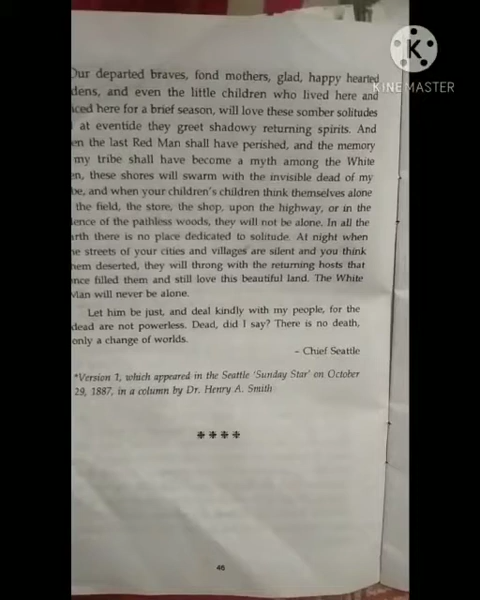 Our departed braves, fond mothers, glad, happy hearted
dens, and even the little children who lived here and
iced here for a brief season, will love these somber solitudes
at eventide they greet shadowy returning spirits. And
en the last Red Man shall have perished, and the memory
my tribe shall have become a myth among the White
en, these shores will swarm with the invisible dead of my
be, and when your children's children think themselves alone
the field, the store, the shop, upon the highway, or in the
lence of the pathless woods, they will not be alone. In all the
rth there is no place dedicated to solitude. At night when
e streets of your cities and villages are silent and you think
hem deserted, they will throng with the returning hosts that
nce filled them and still love this beautiful land. The White
Man will never be alone.
Let him be just, and deal kindly with my people, for the
dead are not powerless. Dead, did I say? There is no death,
only a change of worlds.
– Chief Seattle
*Version 1, which appeared in the Seattle 'Sunday Star' on October
29, 1887, in a column by Dr. Henry A. Smith
46
K
KINEMASTER